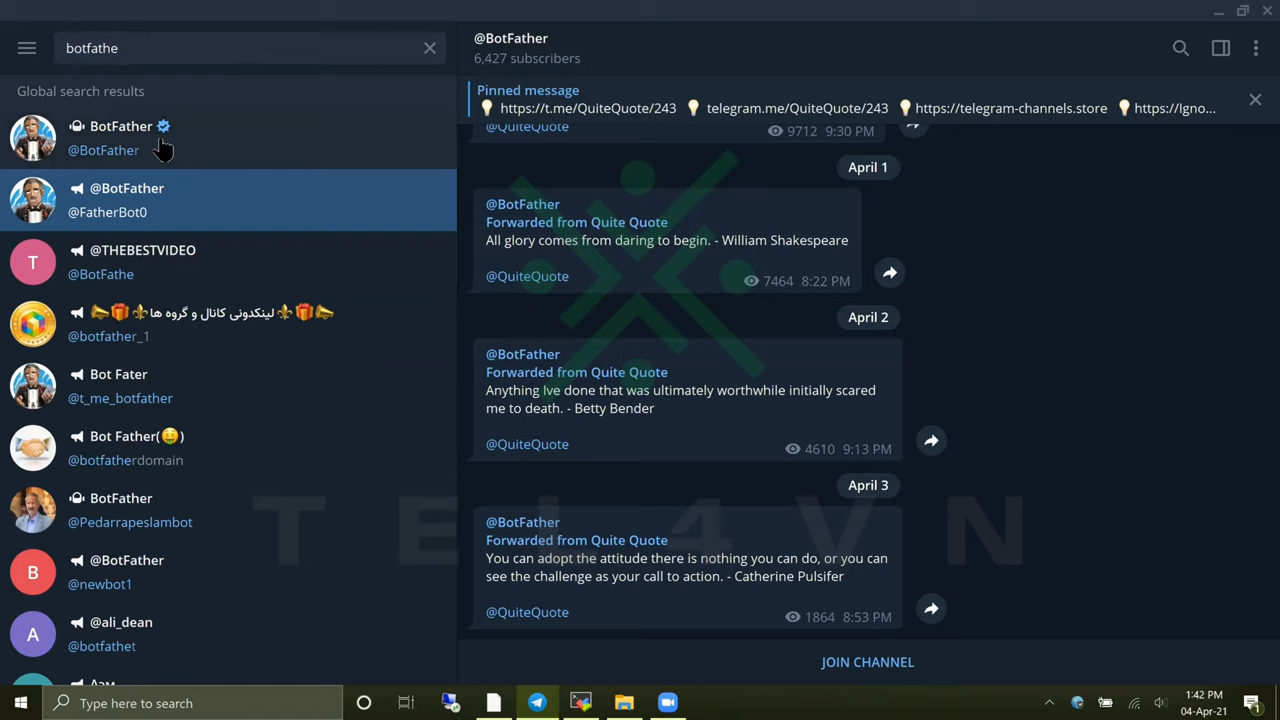 botfathe
Global search results
BotFather
@BotFather
@BotFather
@FatherBot0
T
@THEBESTVIDEO
@BotFathe
لینکدونی کانال و گروه ها
@botfather_1
Bot Fater
@t_me_botfather
Bot Father(🤑)
@botfatherdomain
BotFather
@Pedarrapeslambot
B
@BotFather
@newbot1
A
@ali_dean
@botfathet
@BotFather
6,427 subscribers
Pinned message
https://t.me/QuiteQuote/243 telegram.me/QuiteQuote/243 https://telegram-channels.store https://Igno...
@QuiteQuote 9712 9:30 PM
April 1
@BotFather
Forwarded from Quite Quote
All glory comes from daring to begin. - William Shakespeare
@QuiteQuote 7464 8:22 PM
April 2
@BotFather
Forwarded from Quite Quote
Anything Ive done that was ultimately worthwhile initially scared
me to death. - Betty Bender
@QuiteQuote 4610 9:13 PM
April 3
@BotFather
Forwarded from Quite Quote
You can adopt the attitude there is nothing you can do, or you can
see the challenge as your call to action. - Catherine Pulsifer
@QuiteQuote 1864 8:53 PM
TEL4VN
JOIN CHANNEL
Type here to search
1:42 PM
04-Apr-21
1